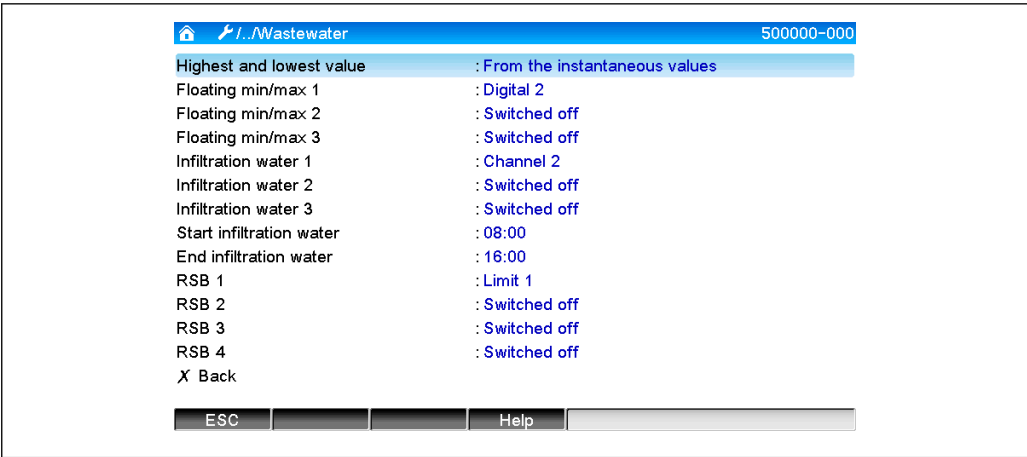 /../Wastewater 500000-000
Highest and lowest value : From the instantaneous values
Floating min/max 1 : Digital 2
Floating min/max 2 : Switched off
Floating min/max 3 : Switched off
Infiltration water 1 : Channel 2
Infiltration water 2 : Switched off
Infiltration water 3 : Switched off
Start infiltration water : 08:00
End infiltration water : 16:00
RSB 1 : Limit 1
RSB 2 : Switched off
RSB 3 : Switched off
RSB 4 : Switched off
X Back
ESC Help